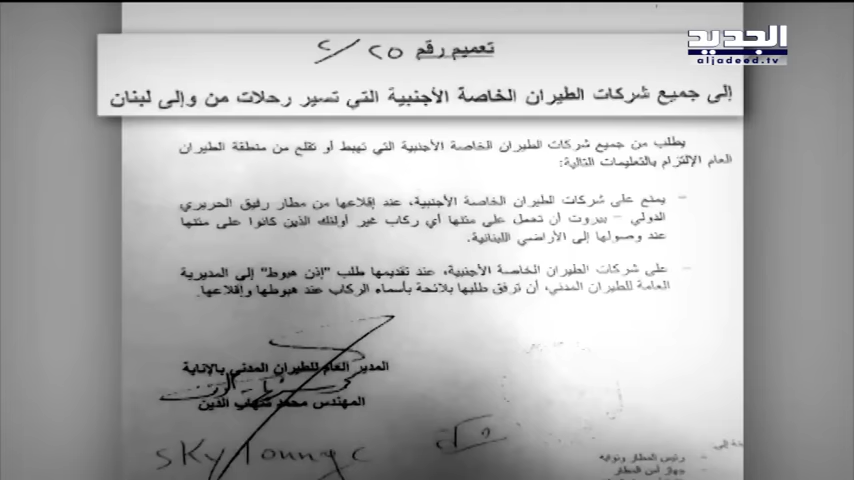 الجديد
aljadeed.tv
تعميم رقم ٢٥/٢
إلى جميع شركات الطيران الخاصة الأجنبية التي تسير رحلات من وإلى لبنان
يطلب من جميع شركات الطيران الخاصة الأجنبية التي تهبط أو تقلع من منطقة الطيران
العام الإلتزام بالتعليمات التالية:
– يمنع على شركات الطيران الخاصة الأجنبية، عند إقلاعها من مطار رفيق الحريري
الدولي – بيروت أن تحمل على متنها أي ركاب غير أولئك الذين كانوا على متنها
عند وصولها إلى الأراضي اللبنانية.
– على شركات الطيران الخاصة الأجنبية، عند تقديمها طلب "إذن هبوط" إلى المديرية
العامة للطيران المدني، أن ترفق طلبها بلائحة بأسماء الركاب عند هبوطها وإقلاعها.
المدير العام للطيران المدني بالإنابة
المهندس محمد شهاب الدين
sky lounge
خة إلى
– رئيس المطار ونوابه
– جهاز أمن المطار